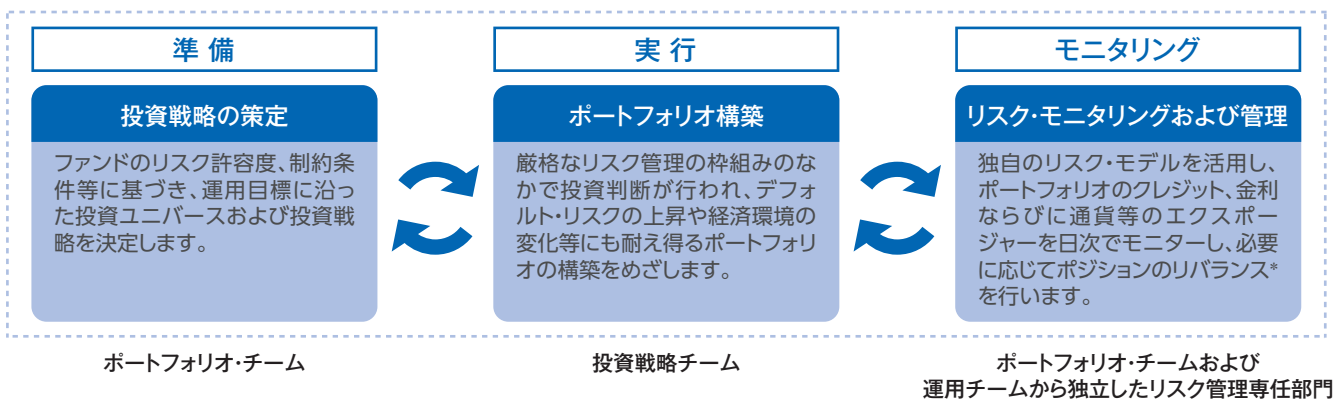 準 備
投資戦略の策定
ファンドのリスク許容度、制約条
件等に基づき、運用目標に沿っ
た投資ユニバースおよび投資戦
略を決定します。
ポートフォリオ・チーム
実 行
ポートフォリオ構築
厳格なリスク管理の枠組みのな
かで投資判断が行われ、デフォ
ルト・リスクの上昇や経済環境の
変化等にも耐え得るポートフォリ
オの構築をめざします。
投資戦略チーム
モニタリング
リスク・モニタリングおよび管理
独自のリスク・モデルを活用し、
ポートフォリオのクレジット、金利
ならびに通貨等のエクスポー
ジャーを日次でモニターし、必要
に応じてポジションのリバランス*
を行います。
ポートフォリオ・チームおよび
運用チームから独立したリスク管理専任部門